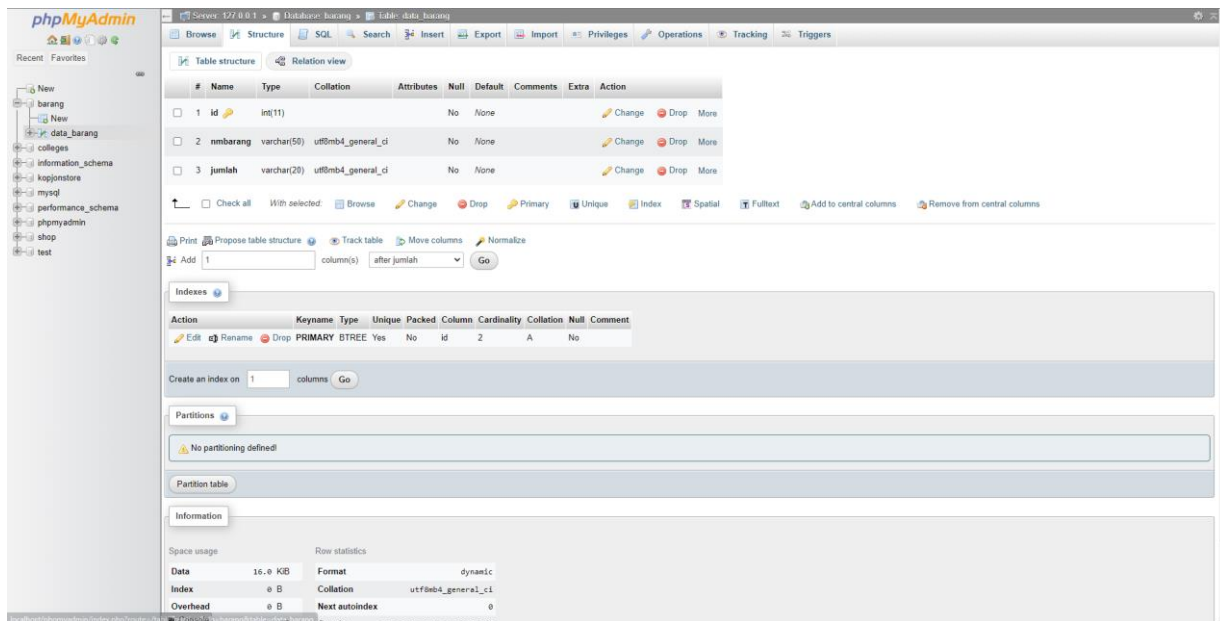 phpMyAdmin
Server: 127.0.0.1 » Database: barang » Table: data_barang
Browse Structure SQL Search Insert Export Import Privileges Operations Tracking Triggers
Recent Favorites
New
barang
New
data_barang
colleges
information_schema
kopjonstore
mysql
performance_schema
phpmyadmin
shop
test
Table structure Relation view
# Name Type Collation Attributes Null Default Comments Extra Action
1 id int(11) No None Change Drop More
2 nmbarang varchar(50) utf8mb4_general_ci No None Change Drop More
3 jumlah varchar(20) utf8mb4_general_ci No None Change Drop More
Check all With selected: Browse Change Drop Primary Unique Index Spatial Fulltext Add to central columns Remove from central columns
Print Propose table structure Track table Move columns Normalize
Add 1 column(s) after jumlah Go
Indexes
Action Keyname Type Unique Packed Column Cardinality Collation Null Comment
Edit Rename Drop PRIMARY BTREE Yes No id 2 A No
Create an index on 1 columns Go
Partitions
No partitioning defined!
Partition table
Information
Space usage Row statistics
Data 16.0 KiB Format dynamic
Index 0 B Collation utf8mb4_general_ci
Overhead 0 B Next autoindex 0
Console